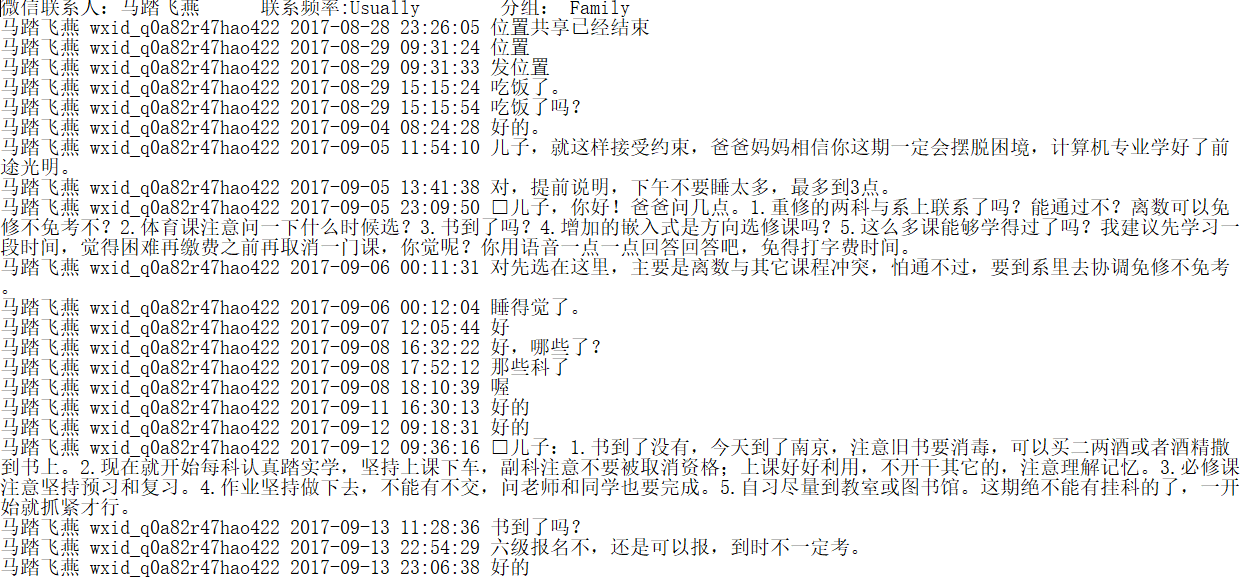 微信联系人：马踏飞燕 联系频率:Usually 分组： Family
马踏飞燕 wxid_q0a82r47hao422 2017-08-28 23:26:05 位置共享已经结束
马踏飞燕 wxid_q0a82r47hao422 2017-08-29 09:31:24 位置
马踏飞燕 wxid_q0a82r47hao422 2017-08-29 09:31:33 发位置
马踏飞燕 wxid_q0a82r47hao422 2017-08-29 15:15:24 吃饭了。
马踏飞燕 wxid_q0a82r47hao422 2017-08-29 15:15:54 吃饭了吗？
马踏飞燕 wxid_q0a82r47hao422 2017-09-04 08:24:28 好的。
马踏飞燕 wxid_q0a82r47hao422 2017-09-05 11:54:10 儿子，就这样接受约束，爸爸妈妈相信你这期一定会摆脱困境，计算机专业学好了前
途光明。
马踏飞燕 wxid_q0a82r47hao422 2017-09-05 13:41:38 对，提前说明，下午不要睡太多，最多到3点。
马踏飞燕 wxid_q0a82r47hao422 2017-09-05 23:09:50 □儿子，你好！爸爸问几点。1.重修的两科与系上联系了吗？能通过不？离数可以免
修不免考不？2.体育课注意问一下什么时候选？3.书到了吗？4.增加的嵌入式是方向选修课吗？5.这么多课能够学得过了吗？我建议先学习一
段时间，觉得困难再缴费之前再取消一门课，你觉呢？你用语音一点一点回答回答吧，免得打字费时间。
马踏飞燕 wxid_q0a82r47hao422 2017-09-06 00:11:31 对先选在这里，主要是离数与其它课程冲突，怕通不过，要到系里去协调免修不免考
。
马踏飞燕 wxid_q0a82r47hao422 2017-09-06 00:12:04 睡得觉了。
马踏飞燕 wxid_q0a82r47hao422 2017-09-07 12:05:44 好
马踏飞燕 wxid_q0a82r47hao422 2017-09-08 16:32:22 好，哪些了？
马踏飞燕 wxid_q0a82r47hao422 2017-09-08 17:52:12 那些科了
马踏飞燕 wxid_q0a82r47hao422 2017-09-08 18:10:39 喔
马踏飞燕 wxid_q0a82r47hao422 2017-09-11 16:30:13 好的
马踏飞燕 wxid_q0a82r47hao422 2017-09-12 09:18:31 好的
马踏飞燕 wxid_q0a82r47hao422 2017-09-12 09:36:16 □儿子：1.书到了没有，今天到了南京，注意旧书要消毒，可以买二两酒或者酒精撒
到书上。2.现在就开始每科认真踏实学，坚持上课下车，副科注意不要被取消资格；上课好好利用，不开干其它的，注意理解记忆。3.必修课
注意坚持预习和复习。4.作业坚持做下去，不能有不交，问老师和同学也要完成。5.自习尽量到教室或图书馆。这期绝不能有挂科的了，一开
始就抓紧才行。
马踏飞燕 wxid_q0a82r47hao422 2017-09-13 11:28:36 书到了吗？
马踏飞燕 wxid_q0a82r47hao422 2017-09-13 22:54:29 六级报名不，还是可以报，到时不一定考。
马踏飞燕 wxid_q0a82r47hao422 2017-09-13 23:06:38 好的